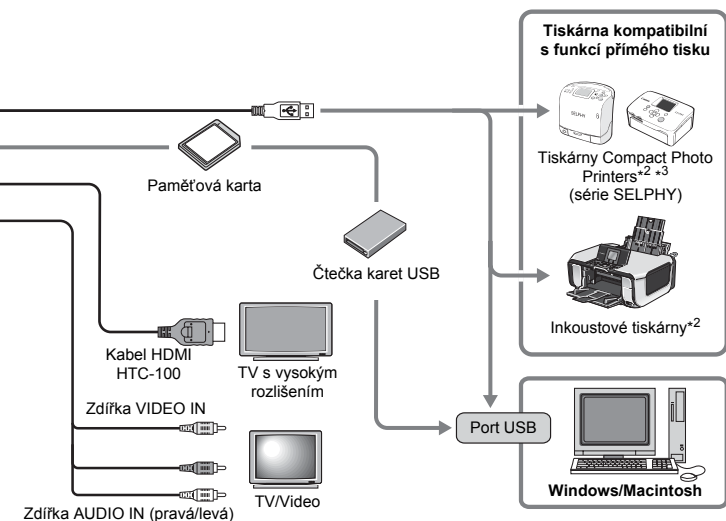 Tiskárna kompatibilní
s funkcí přímého tisku
SELPHY
Tiskárny Compact Photo
Printers*2 *3
(série SELPHY)
Paměťová karta
Čtečka karet USB
Inkoustové tiskárny*2
Kabel HDMI
HTC-100
TV s vysokým
rozlišením
Zdířka VIDEO IN
Port USB
TV/Video
Windows/Macintosh
Zdířka AUDIO IN (pravá/levá)